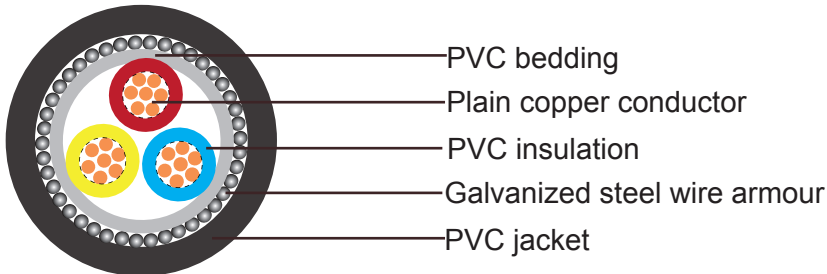 PVC bedding
Plain copper conductor
PVC insulation
Galvanized steel wire armour
PVC jacket